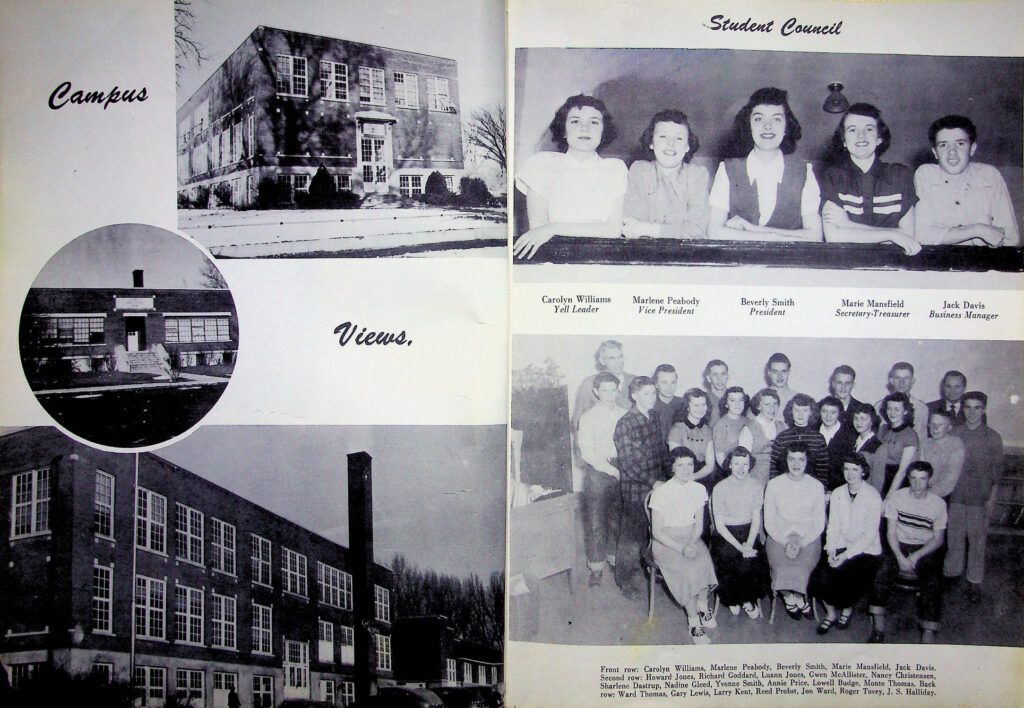 Campus
Views.
Student Council
Carolyn Williams
Yell Leader
Marlene Peabody
Vice President
Beverly Smith
President
Marie Mansfield
Secretary-Treasurer
Jack Davis
Business Manager
Front row: Carolyn Williams, Marlene Peabody, Beverly Smith, Marie Mansfield, Jack Davis.
Second row: Howard Jones, Richard Goddard, Luann Jones, Gwen McAllister, Nancy Christensen,
Sharlene Dastrup, Nadine Gleed, Yvonne Smith, Annie Price, Lowell Budge, Monte Thomas. Back
row: Ward Thomas, Gary Lewis, Larry Kent, Reed Probst, Jon Ward, Roger Tovey, J. S. Halliday.